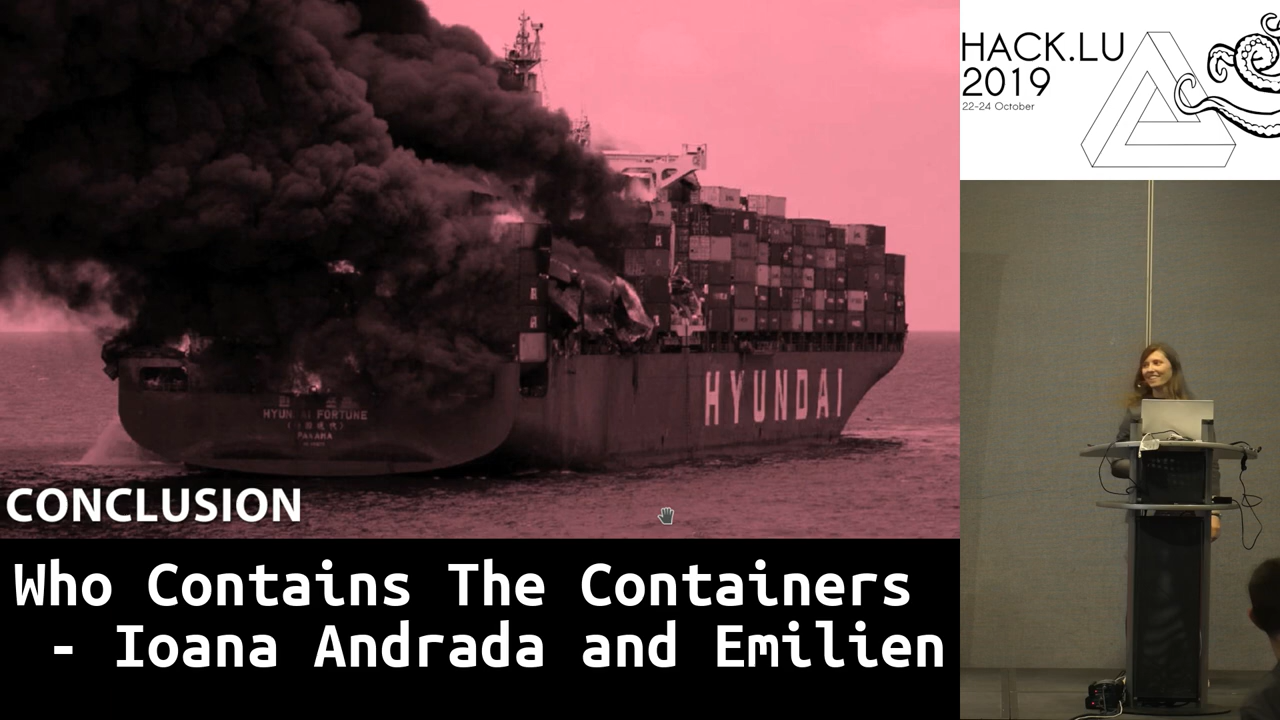 HACK.LU
2019
22-24 October
HYUNDAI
HYUNDAI FORTUNE
PANAMA
CONCLUSION
Who Contains The Containers
- Ioana Andrada and Emilien